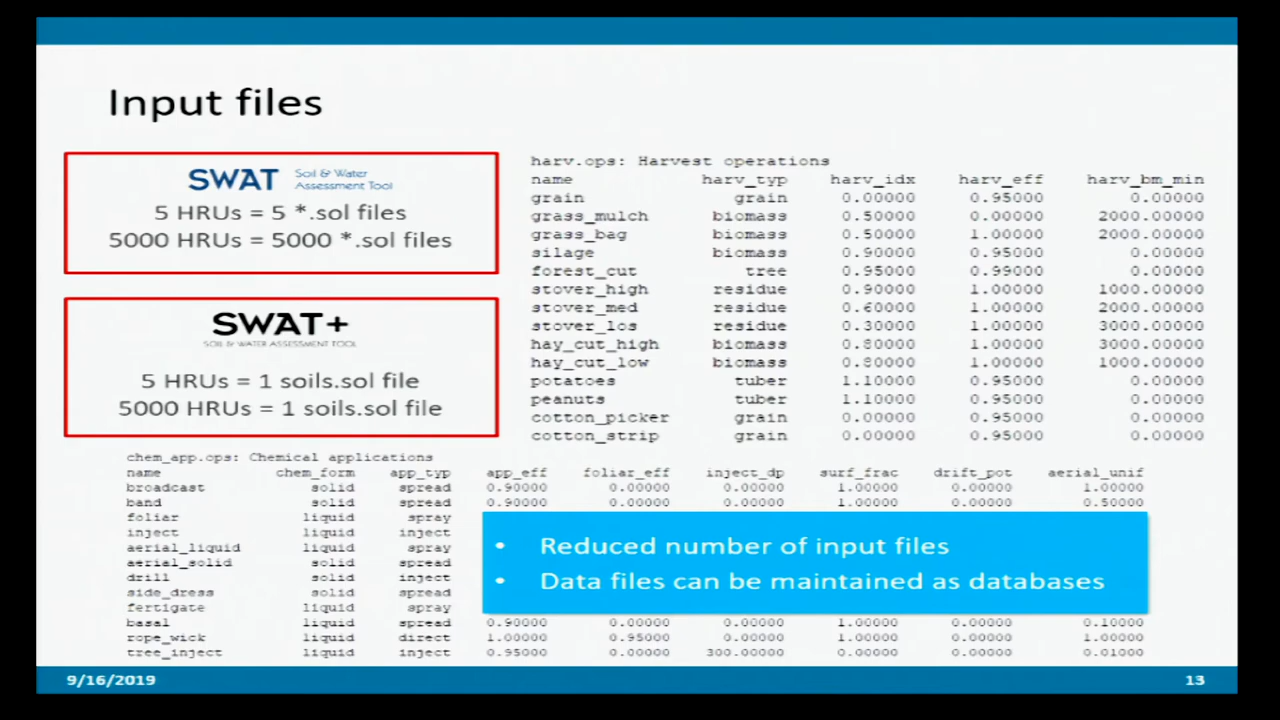 Input files
SWAT Soil & Water Assessment Tool
5 HRUs = 5 *.sol files
5000 HRUs = 5000 *.sol files
SWAT+
SOIL & WATER ASSESSMENT TOOL
5 HRUs = 1 soils.sol file
5000 HRUs = 1 soils.sol file
harv.ops: Harvest operations
name harv_typ harv_idx harv_eff harv_bm_min
grain grain 0.00000 0.95000 0.00000
grass_mulch biomass 0.50000 0.00000 2000.00000
grass_bag biomass 0.50000 1.00000 2000.00000
silage biomass 0.90000 0.95000 0.00000
forest_cut tree 0.95000 0.99000 0.00000
stover_high residue 0.90000 1.00000 1000.00000
stover_med residue 0.60000 1.00000 2000.00000
stover_los residue 0.30000 1.00000 3000.00000
hay_cut_high biomass 0.80000 1.00000 3000.00000
hay_cut_low biomass 0.80000 1.00000 1000.00000
potatoes tuber 1.10000 0.95000 0.00000
peanuts tuber 1.10000 0.95000 0.00000
cotton_picker grain 0.00000 0.95000 0.00000
cotton_strip grain 0.00000 0.95000 0.00000
chem_app.ops: Chemical applications
name chem_form app_typ app_eff foliar_eff inject_dp surf_frac drift_pot aerial_unif
broadcast solid spread 0.90000 0.00000 0.00000 1.00000 0.00000 1.00000
band solid spread 0.90000 0.00000 0.00000 1.00000 0.00000 0.50000
foliar liquid spray
inject liquid inject
aerial_liquid liquid spray
aerial_solid solid spread
drill solid inject
side_dress solid spread
fertigate liquid spray
basal liquid spread 0.90000 0.00000 0.00000 1.00000 0.00000 0.10000
rope_wick liquid direct 1.00000 0.95000 0.00000 1.00000 0.00000 1.00000
tree_inject liquid inject 0.95000 0.00000 300.00000 0.00000 0.00000 0.01000
• Reduced number of input files
• Data files can be maintained as databases
9/16/2019
13